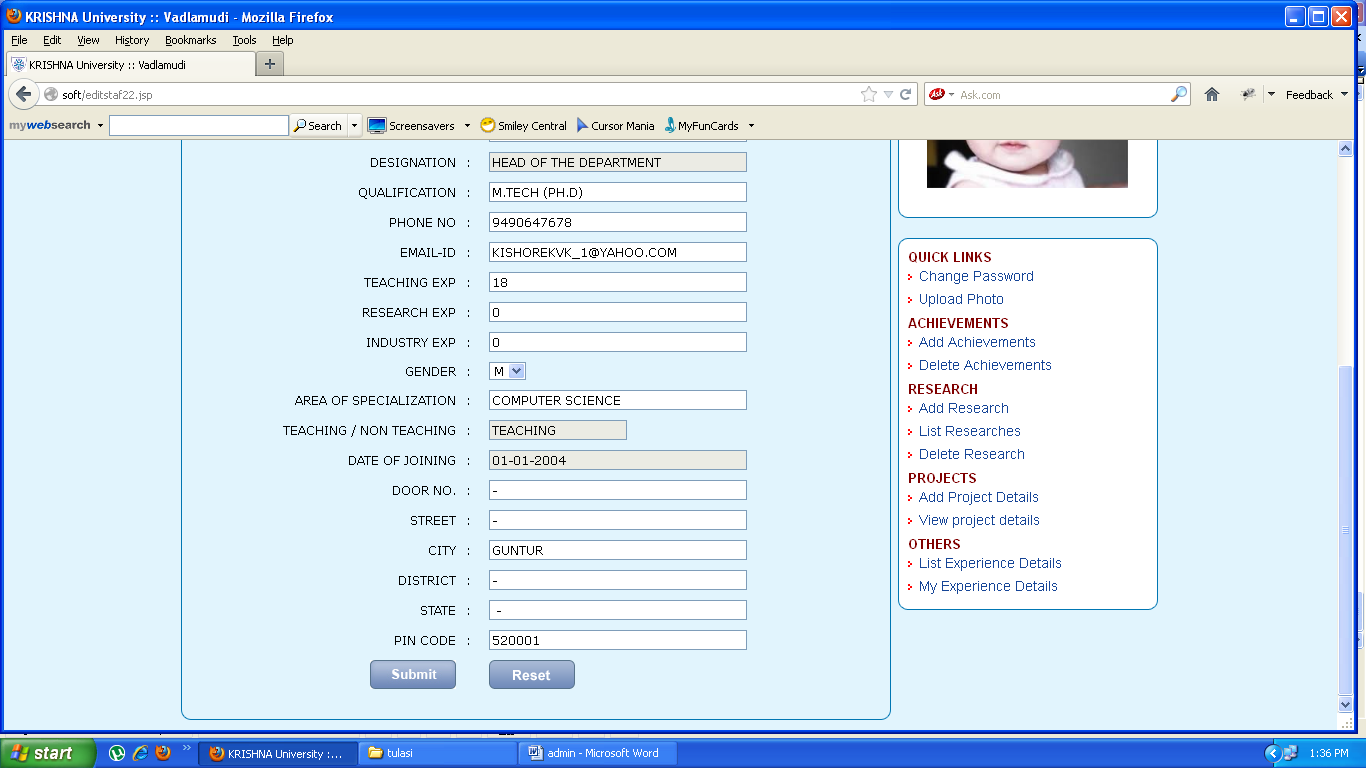 KRISHNA University :: Vadlamudi - Mozilla Firefox
File Edit View History Bookmarks Tools Help
KRISHNA University :: Vadlamudi
soft/editstaf22.jsp
Ask Ask.com
Feedback
mywebsearch Search Screensavers Smiley Central Cursor Mania MyFunCards
DESIGNATION : HEAD OF THE DEPARTMENT
QUALIFICATION : M.TECH (PH.D)
PHONE NO : 9490647678
EMAIL-ID : KISHOREKVK_1@YAHOO.COM
TEACHING EXP : 18
RESEARCH EXP : 0
INDUSTRY EXP : 0
GENDER : M
AREA OF SPECIALIZATION : COMPUTER SCIENCE
TEACHING / NON TEACHING : TEACHING
DATE OF JOINING : 01-01-2004
DOOR NO. : -
STREET : -
CITY : GUNTUR
DISTRICT : -
STATE : -
PIN CODE : 520001
Submit Reset
QUICK LINKS
Change Password
Upload Photo
ACHIEVEMENTS
Add Achievements
Delete Achievements
RESEARCH
Add Research
List Researches
Delete Research
PROJECTS
Add Project Details
View project details
OTHERS
List Experience Details
My Experience Details
start KRISHNA University :... tulasi admin - Microsoft Word 1:36 PM